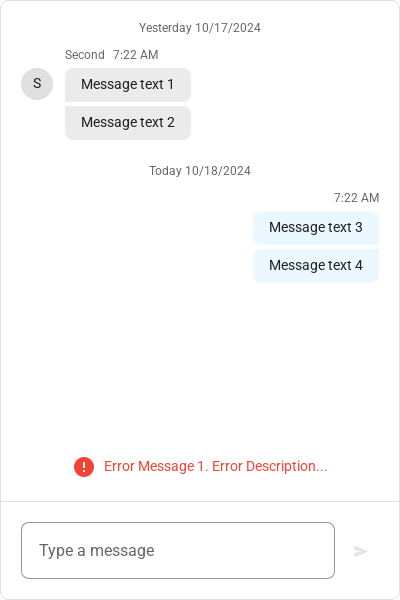 Yesterday 10/17/2024
Second 7:22 AM
S
Message text 1
Message text 2
Today 10/18/2024
7:22 AM
Message text 3
Message text 4
Error Message 1. Error Description...
Type a message